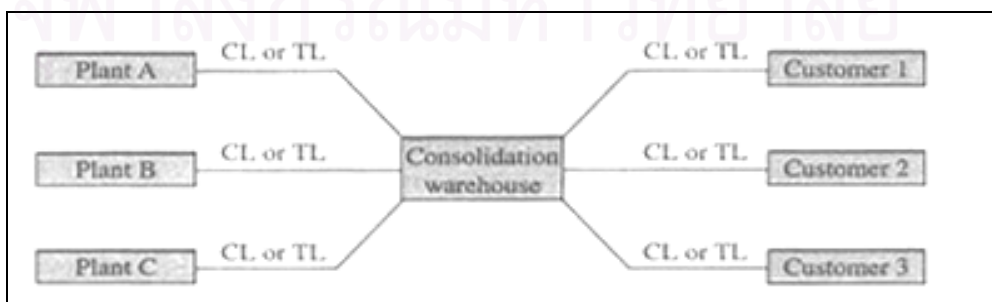 Plant A CL or TL CL or TL Customer 1
Plant B CL or TL Consolidation warehouse CL or TL Customer 2
Plant C CL or TL CL or TL Customer 3